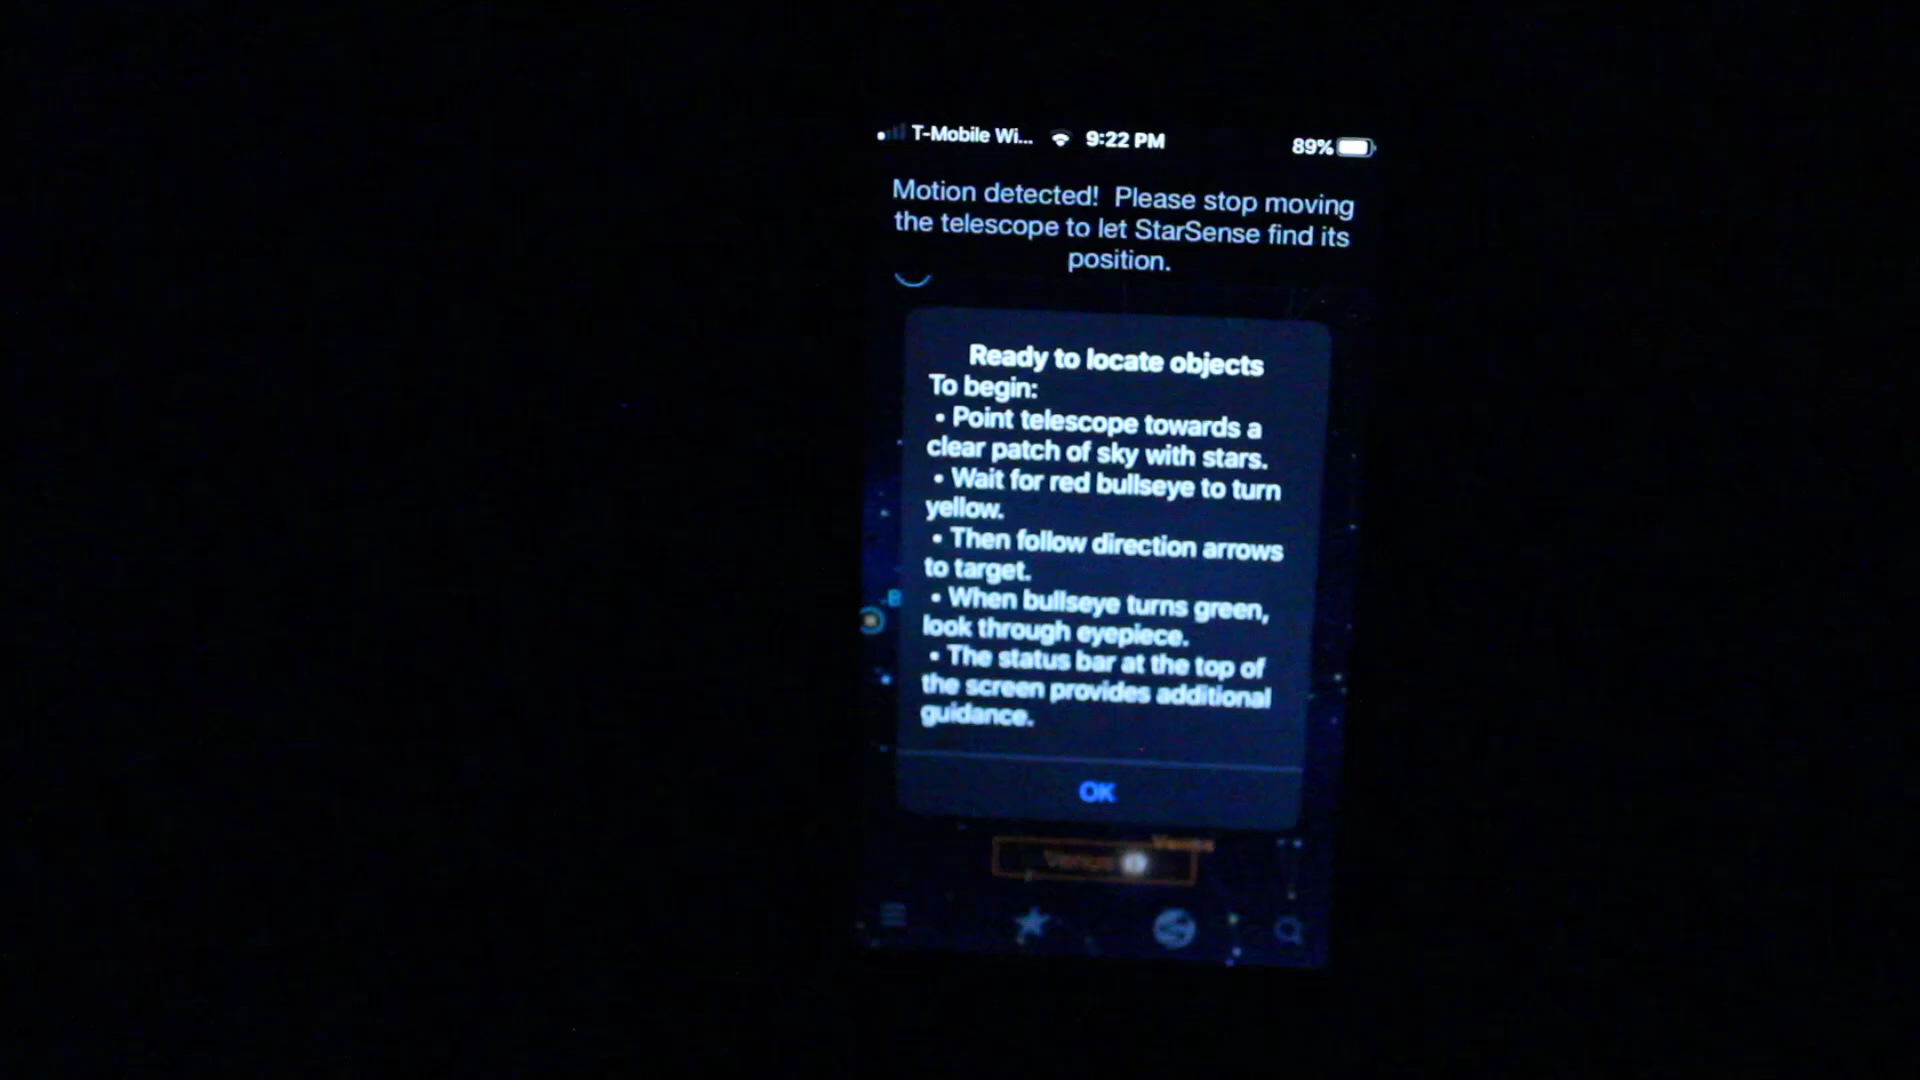 T-Mobile Wi... 9:22 PM 89%
Motion detected! Please stop moving
the telescope to let StarSense find its
position.
Ready to locate objects
To begin:
• Point telescope towards a
clear patch of sky with stars.
• Wait for red bullseye to turn
yellow.
• Then follow direction arrows
to target.
• When bullseye turns green,
look through eyepiece.
• The status bar at the top of
the screen provides additional
guidance.
OK
Venus
Venus